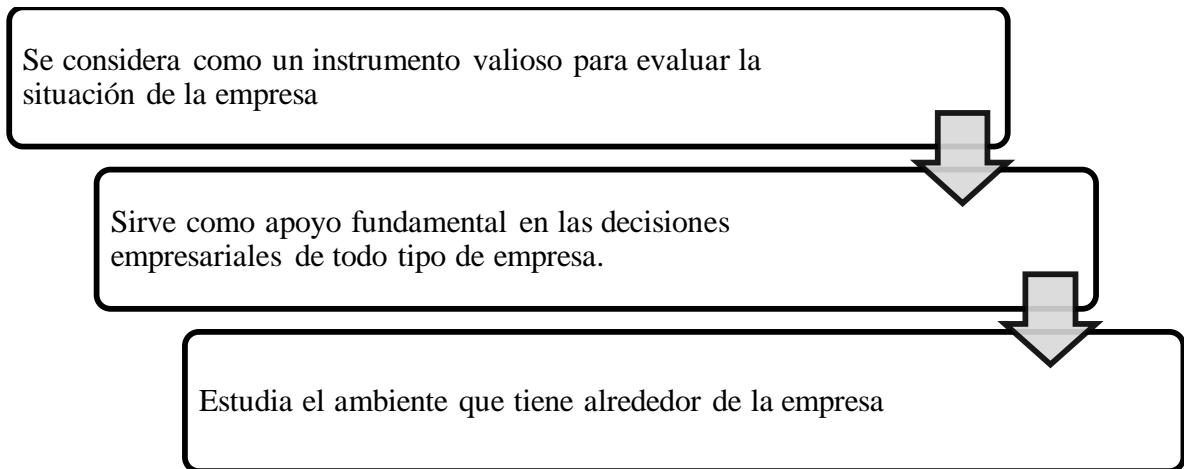 Se considera como un instrumento valioso para evaluar la
situación de la empresa
Sirve como apoyo fundamental en las decisiones
empresariales de todo tipo de empresa.
Estudia el ambiente que tiene alrededor de la empresa